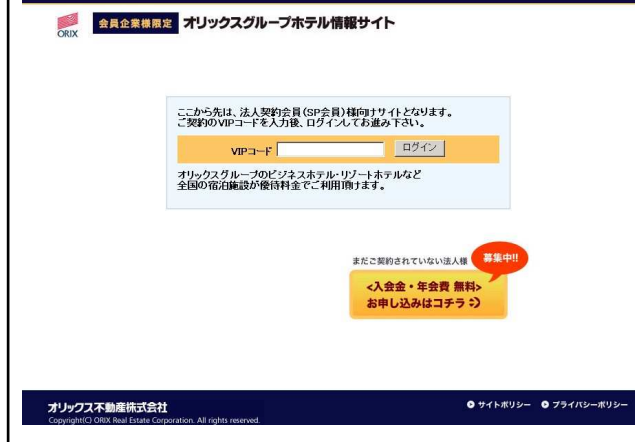 ORIX
会員企業様限定 オリックスグループホテル情報サイト
ここから先は、法人契約会員(SP会員)様向けサイトとなります。
ご契約のVIPコードを入力後、ログインしてお進み下さい。
VIPコード ログイン
オリックスグループのビジネスホテル・リゾートホテルなど
全国の宿泊施設が優待料金でご利用頂けます。
まだご契約されていない法人様 募集中!!
<入会金・年会費 無料>
お申し込みはコチラ
オリックス不動産株式会社 サイトポリシー プライバシーポリシー
Copyright(C) ORIX Real Estate Corporation. All rights reserved.